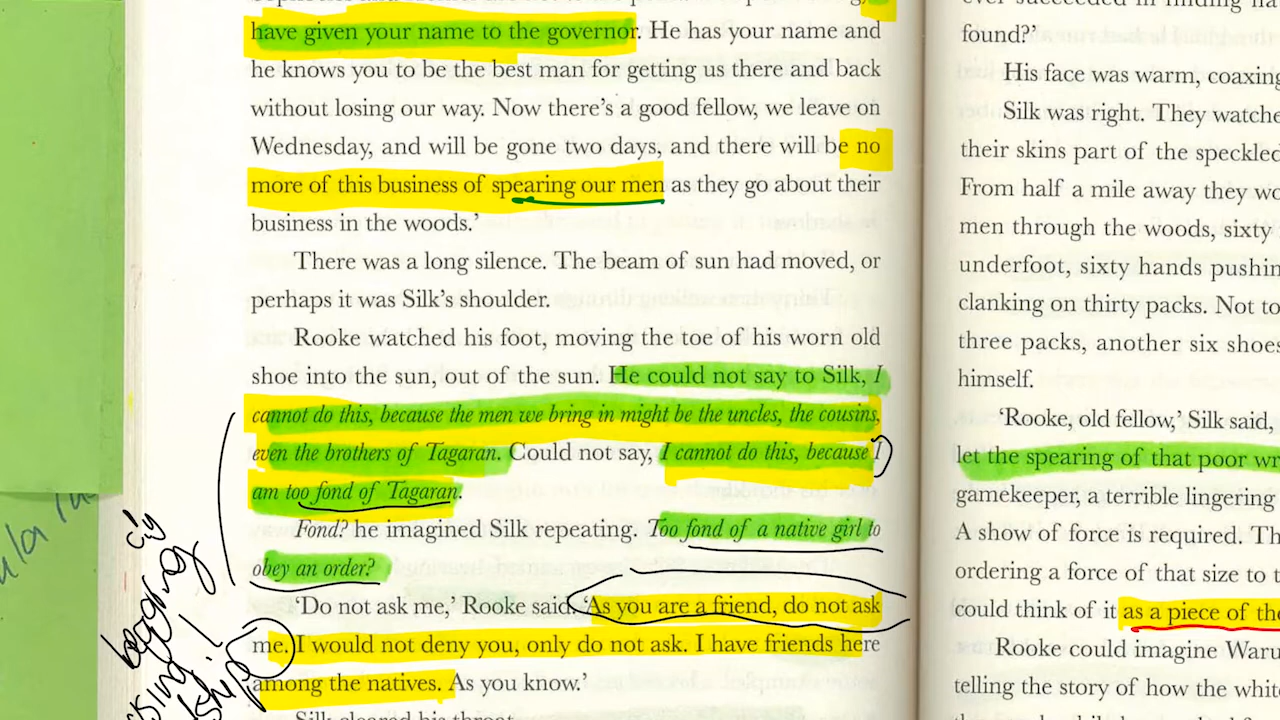 have given your name to the governor. He has your name and
he knows you to be the best man for getting us there and back
without losing our way. Now there's a good fellow, we leave on
Wednesday, and will be gone two days, and there will be no
more of this business of spearing our men as they go about their
business in the woods.'
There was a long silence. The beam of sun had moved, or
perhaps it was Silk's shoulder.
Rooke watched his foot, moving the toe of his worn old
shoe into the sun, out of the sun. He could not say to Silk, I
cannot do this, because the men we bring in might be the uncles, the cousins,
even the brothers of Tagaran. Could not say, I cannot do this, because I
am too fond of Tagaran.
Fond? he imagined Silk repeating. Too fond of a native girl to
obey an order?
'Do not ask me,' Rooke said. 'As you are a friend, do not ask
me. I would not deny you, only do not ask. I have friends here
among the natives. As you know.'
Silk cleared his throat
begging
found?'
His face was warm, coaxing
Silk was right. They watche
their skins part of the speckled
From half a mile away they wo
men through the woods, sixty
underfoot, sixty hands pushin
clanking on thirty packs. Not to
three packs, another six shoes
himself.
'Rooke, old fellow,' Silk said,
let the spearing of that poor wr
gamekeeper, a terrible lingering
A show of force is required. Th
ordering a force of that size to t
could think of it as a piece of the
Rooke could imagine Waru
telling the story of how the white